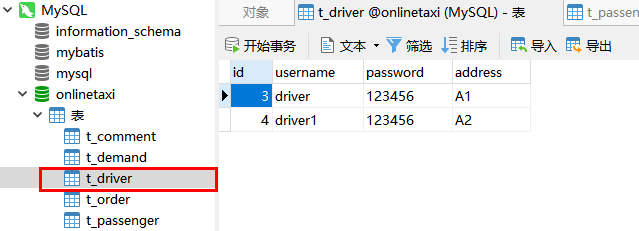 MySQL
information_schema
mybatis
mysql
onlinetaxi
表
t_comment
t_demand
t_driver
t_order
t_passenger
对象 t_driver @onlinetaxi (MySQL) - 表 t_passen
开始事务 文本 筛选 排序 导入 导出
id username password address
3 driver 123456 A1
4 driver1 123456 A2